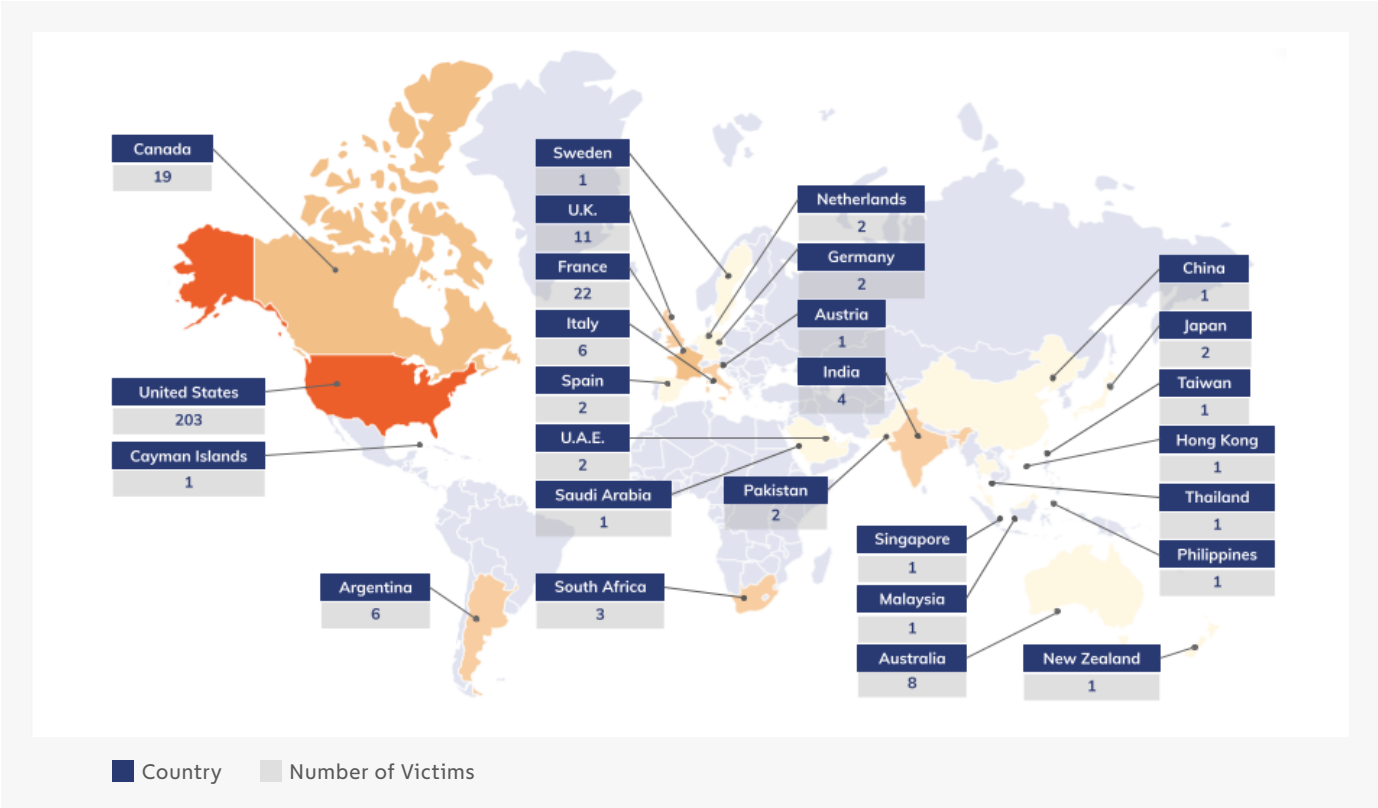 Canada
19
United States
203
Cayman Islands
1
Argentina
6
Sweden
1
U.K.
11
France
22
Italy
6
Spain
2
U.A.E.
2
Saudi Arabia
1
South Africa
3
Netherlands
2
Germany
2
Austria
1
India
4
Pakistan
2
Singapore
1
Malaysia
1
Australia
8
China
1
Japan
2
Taiwan
1
Hong Kong
1
Thailand
1
Philippines
1
New Zealand
1
Country
Number of Victims